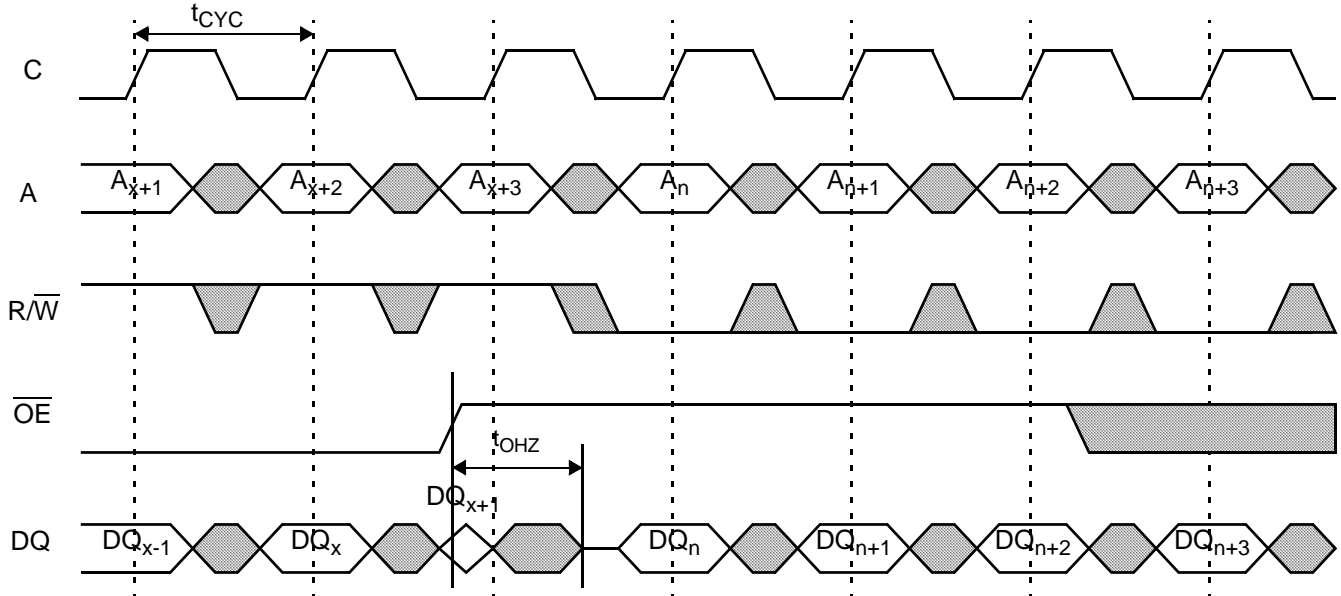 tCYC
C
A Ax+1 Ax+2 Ax+3 An An+1 An+2 An+3
R/W̅
O̅E̅
tOHZ
DQx+1
DQ DQx-1 DQx DQn DQn+1 DQn+2 DQn+3